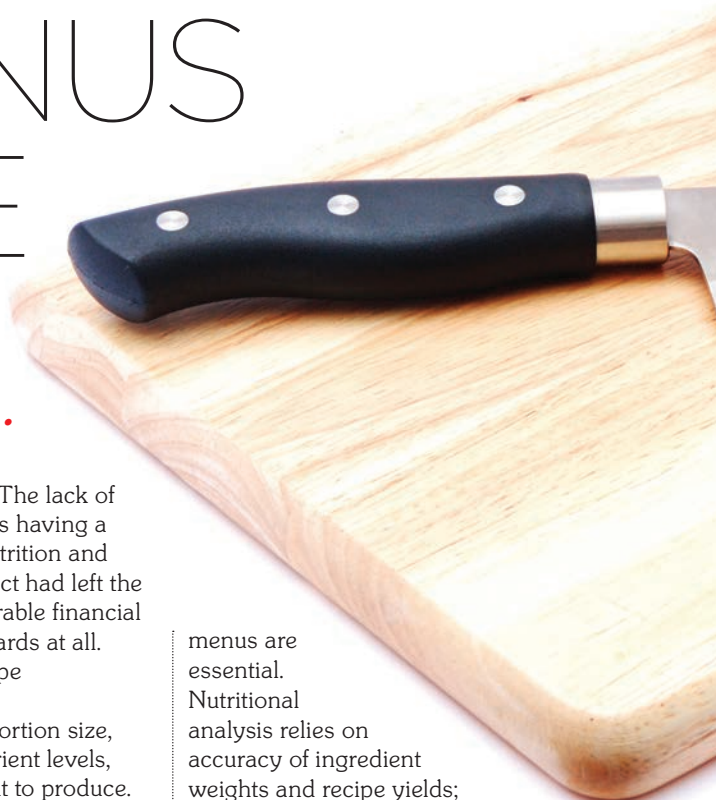 NUS
E
The lack of
s having a
trition and
ct had left the
rable financial
ards at all.
pe
ortion size,
rient levels,
t to produce.
menus are
essential.
Nutritional
analysis relies on
accuracy of ingredient
weights and recipe yields;